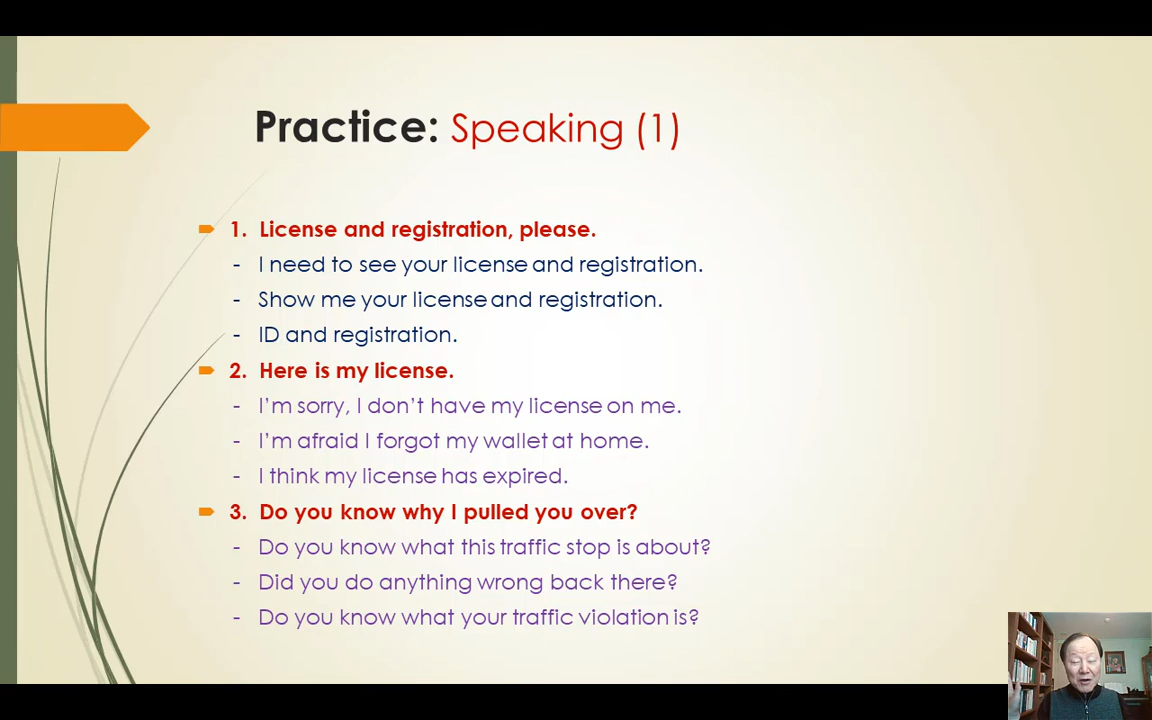 Practice: Speaking (1)
1. License and registration, please.
- I need to see your license and registration.
- Show me your license and registration.
- ID and registration.
2. Here is my license.
- I'm sorry, I don't have my license on me.
- I'm afraid I forgot my wallet at home.
- I think my license has expired.
3. Do you know why I pulled you over?
- Do you know what this traffic stop is about?
- Did you do anything wrong back there?
- Do you know what your traffic violation is?